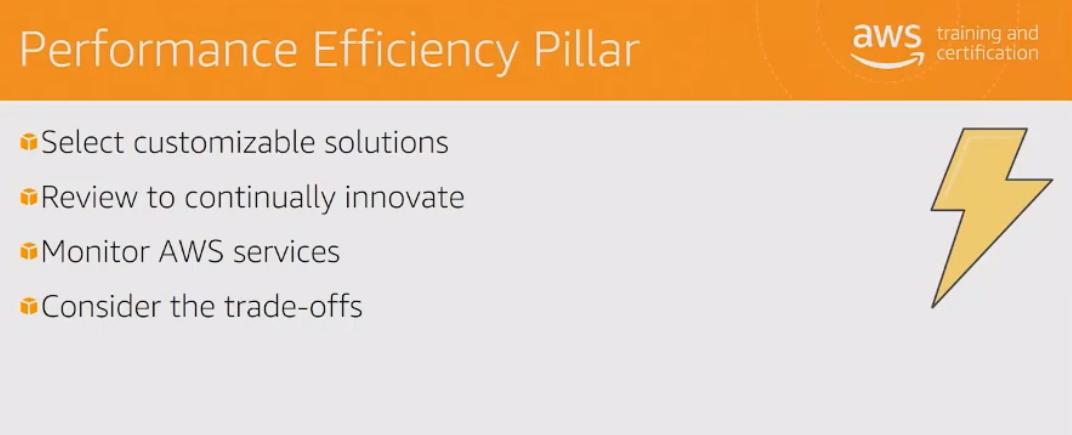 Performance Efficiency Pillar
aws training and
certification
Select customizable solutions
Review to continually innovate
Monitor AWS services
Consider the trade-offs